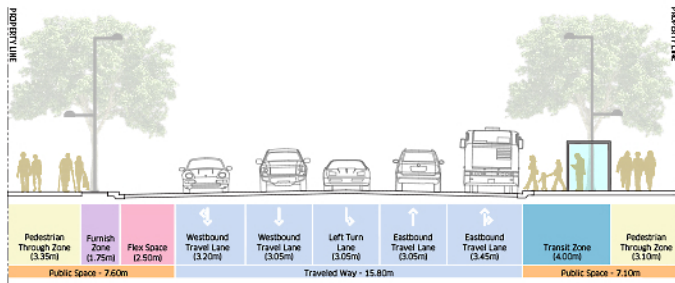 PROPERTY LINE
PROPERTY LINE
Pedestrian
Through Zone
(3.35m)
Furnish
Zone
(1.75m)
Flex Space
(2.50m)
Westbound
Travel Lane
(3.20m)
Westbound
Travel Lane
(3.05m)
Left Turn
Lane
(3.05m)
Eastbound
Travel Lane
(3.05m)
Eastbound
Travel Lane
(3.45m)
Transit Zone
(4.00m)
Pedestrian
Through Zone
(3.10m)
Public Space - 7.60m
Traveled Way - 15.80m
Public Space - 7.10m